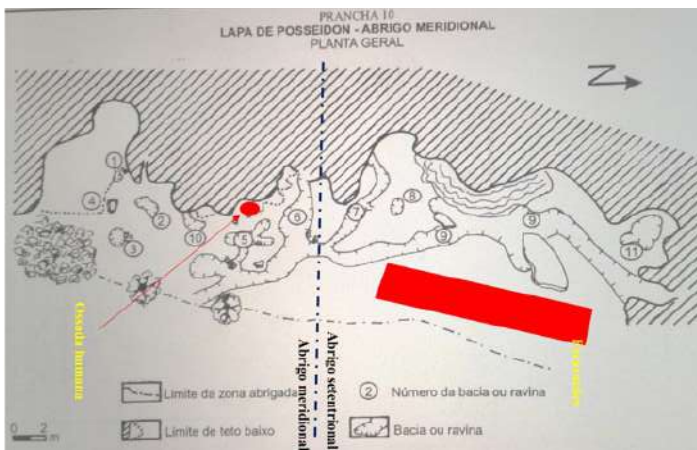 PRANCHA 10
LAPA DE POSSEIDON - ABRIGO MERIDIONAL
PLANTA GERAL
N
1
4
2
3
10
5
6
7
8
9
9
11
Ossada humana
Abrigo meridional
Abrigo setentrional
Limite da zona abrigada
2 Número da bacia ou ravina
Limite de teto baixo
Bacia ou ravina
0 2
m